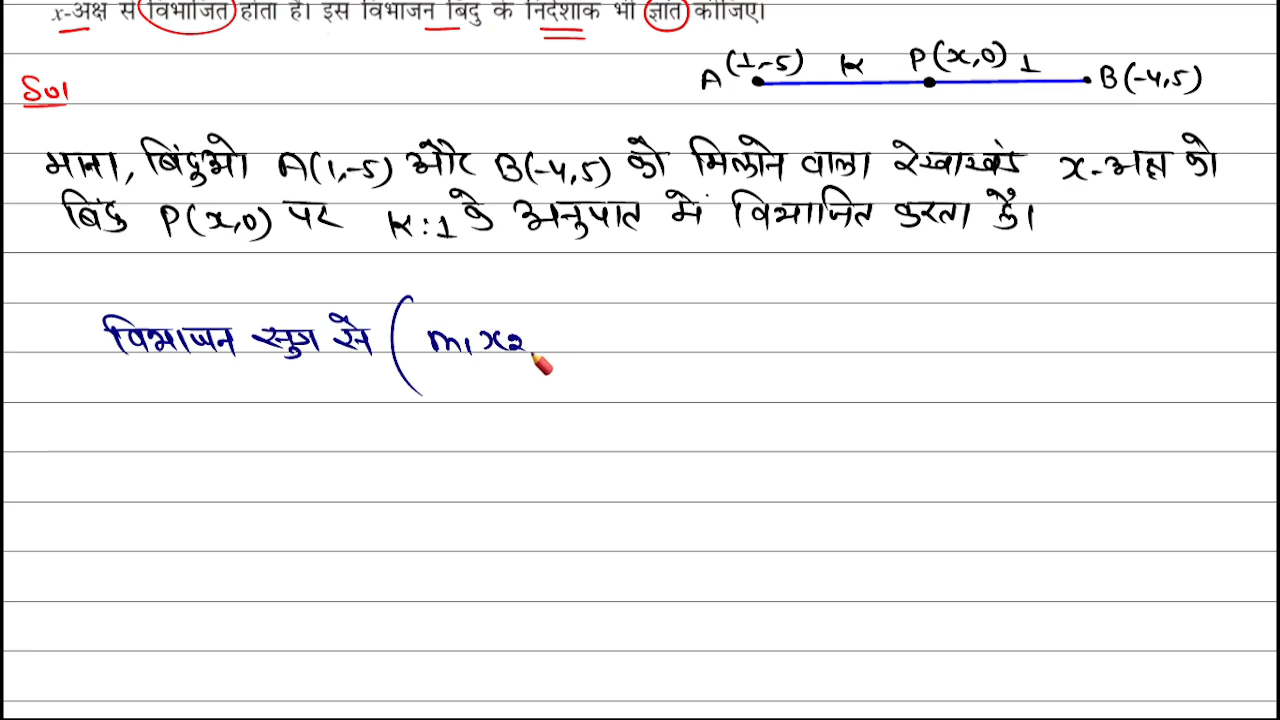 x-अक्ष से विभाजित होता है। इस विभाजन बिंदु के निर्देशांक भी ज्ञात कीजिए।
A (1,-5) K P(x,0) 1 B(-4,5)
Sol
माना, बिंदुओ A(1,-5) और B(-4,5) को मिलाने वाला रेखाखंड x-अक्ष को
बिंदु P(x,0) पर K:1 के अनुपात में विभाजित करता है।
विभाजन सुत्र से ( m1x2